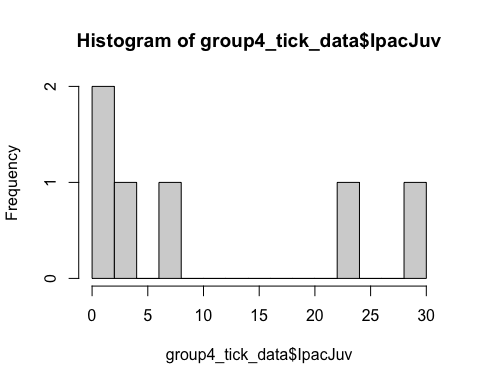 Histogram of group4_tick_data$IpacJuv
Frequency
2
1
0
0 5 10 15 20 25 30
group4_tick_data$IpacJuv